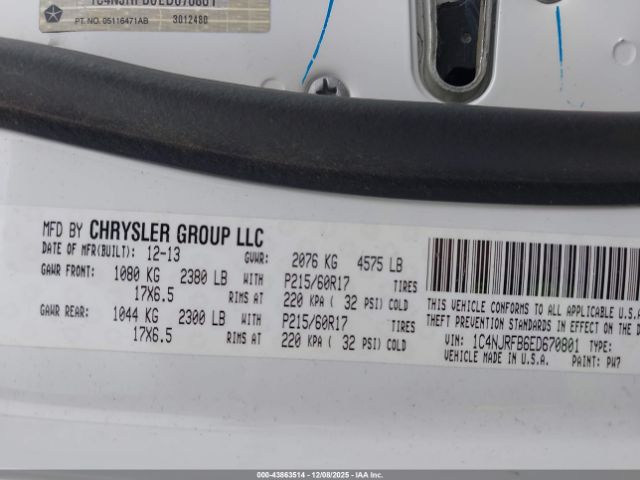 PT. NO. 05116471AB 3012480
MFD BY CHRYSLER GROUP LLC
DATE OF MFR(BUILT): 12-13 GVWR: 2076 KG 4575 LB
GAWR FRONT: 1080 KG 2380 LB WITH P215/60R17 TIRES
17X6.5 RIMS AT 220 KPA ( 32 PSI) COLD
GAWR REAR: 1044 KG 2300 LB WITH P215/60R17 TIRES
17X6.5 RIMS AT 220 KPA ( 32 PSI) COLD
THIS VEHICLE CONFORMS TO ALL APPLICABLE
THEFT PREVENTION STANDARDS IN EFFECT ON THE D
VIN: 1C4NJRFB6ED670801 TYPE:
VEHICLE MADE IN U.S.A. PAINT: PW7
000-43863514 - 12/08/2025 - IAAI.COM